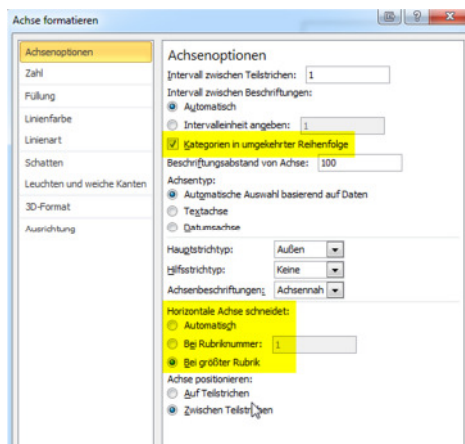 Achse formatieren
Achsenoptionen
Zahl
Füllung
Linienfarbe
Linienart
Schatten
Leuchten und weiche Kanten
3D-Format
Ausrichtung
Achsenoptionen
Intervall zwischen Teilstrichen: 1
Intervall zwischen Beschriftungen:
Automatisch
Intervalleinheit angeben: 1
Kategorien in umgekehrter Reihenfolge
Beschriftungsabstand von Achse: 100
Achsentyp:
Automatische Auswahl basierend auf Daten
Textachse
Datumsachse
Hauptstrichtyp: Außen
Hilfsstrichtyp: Keine
Achsenbeschriftungen: Achsennah
Horizontale Achse schneidet:
Automatisch
Bei Rubriknummer: 1
Bei größter Rubrik
Achse positionieren:
Auf Teilstrichen
Zwischen Teilstrichen